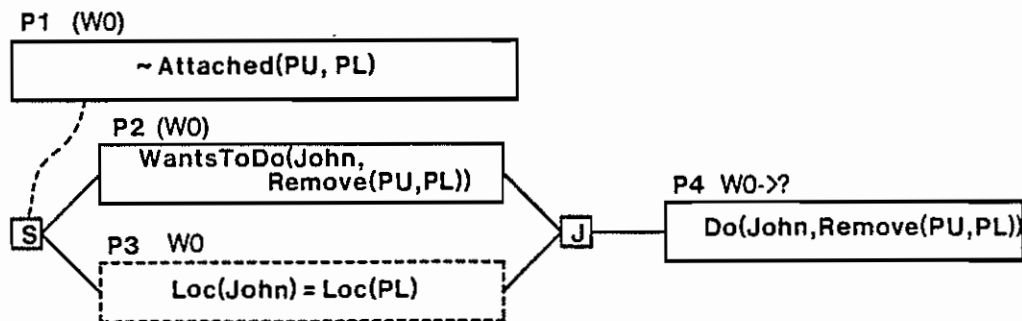 P1 (W0)
~Attached(PU, PL)
P2 (W0)
WantsToDo(John,
Remove(PU,PL))
S
J
P4 W0->?
Do(John,Remove(PU,PL))
P3 W0
Loc(John) = Loc(PL)